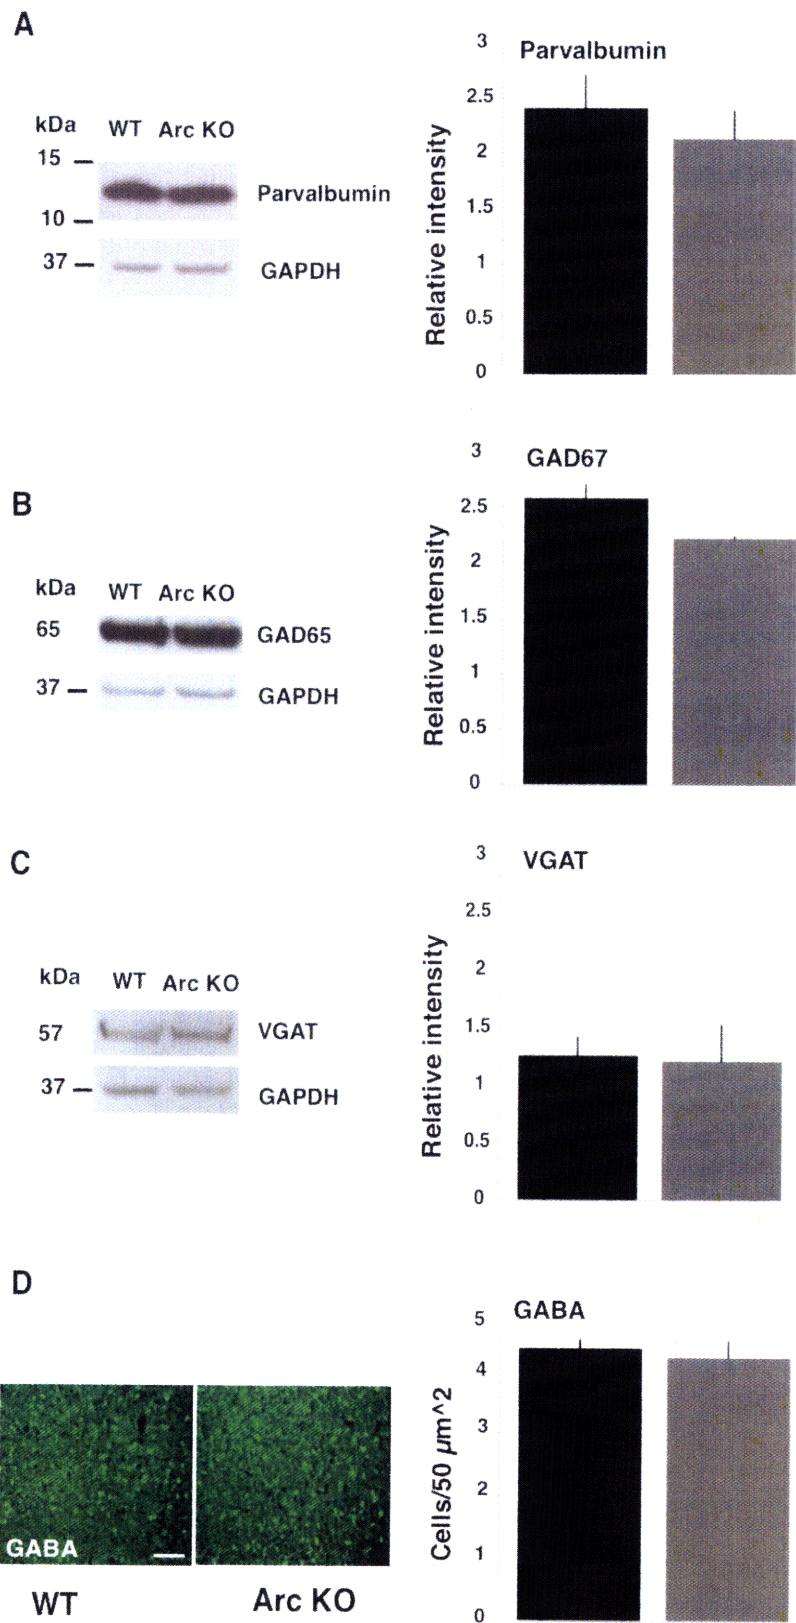 A
kDa WT Arc KO
15
Parvalbumin
10
37
GAPDH
Parvalbumin
Relative intensity
3
2.5
2
1.5
1
0.5
0
B
kDa WT Arc KO
65
GAD65
37
GAPDH
GAD67
Relative intensity
3
2.5
2
1.5
1
0.5
0
C
kDa WT Arc KO
57
VGAT
37
GAPDH
VGAT
Relative intensity
3
2.5
2
1.5
1
0.5
0
D
GABA
WT
Arc KO
GABA
Cells/50 µm^2
5
4
3
2
1
0